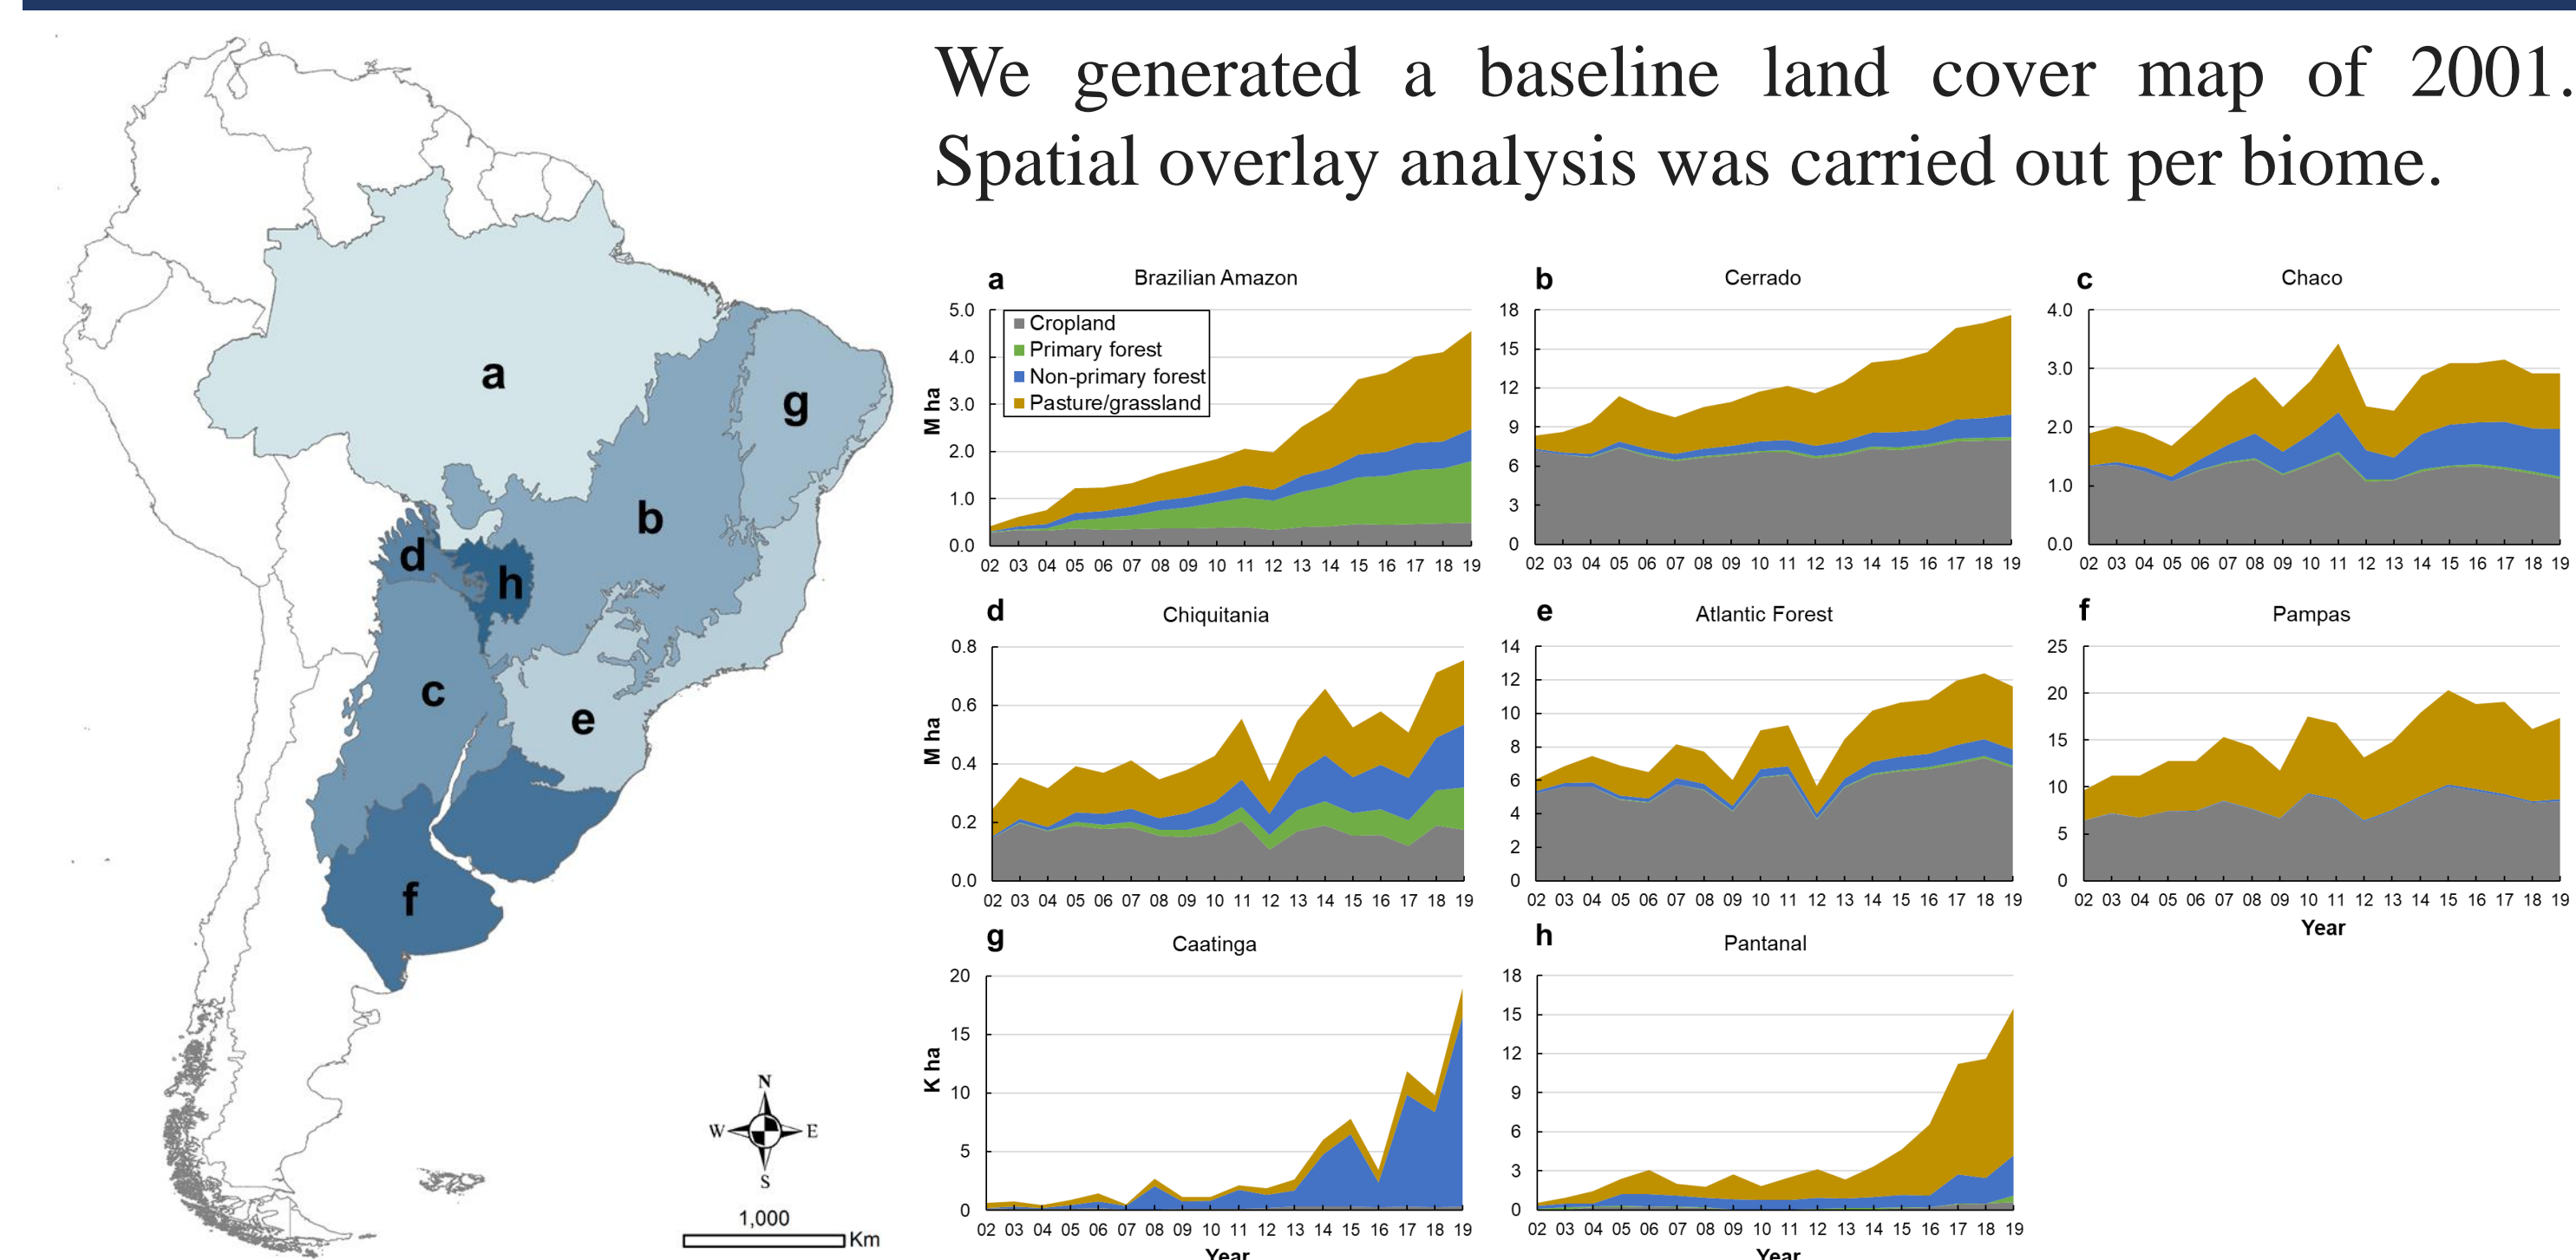 We generated a baseline land cover map of 2001.
Spatial overlay analysis was carried out per biome.
a
g
b
d
h
c
e
f
N
W E
S
1,000
Km
a Brazilian Amazon
M ha
5.0
4.0
3.0
2.0
1.0
0.0
Cropland
Primary forest
Non-primary forest
Pasture/grassland
02 03 04 05 06 07 08 09 10 11 12 13 14 15 16 17 18 19
b Cerrado
18
15
12
9
6
3
0
02 03 04 05 06 07 08 09 10 11 12 13 14 15 16 17 18 19
c Chaco
4.0
3.0
2.0
1.0
0.0
02 03 04 05 06 07 08 09 10 11 12 13 14 15 16 17 18 19
d Chiquitania
M ha
0.8
0.6
0.4
0.2
0.0
02 03 04 05 06 07 08 09 10 11 12 13 14 15 16 17 18 19
e Atlantic Forest
14
12
10
8
6
4
2
0
02 03 04 05 06 07 08 09 10 11 12 13 14 15 16 17 18 19
f Pampas
25
20
15
10
5
0
02 03 04 05 06 07 08 09 10 11 12 13 14 15 16 17 18 19
Year
g Caatinga
K ha
20
15
10
5
0
02 03 04 05 06 07 08 09 10 11 12 13 14 15 16 17 18 19
Year
h Pantanal
18
15
12
9
6
3
0
02 03 04 05 06 07 08 09 10 11 12 13 14 15 16 17 18 19
Year